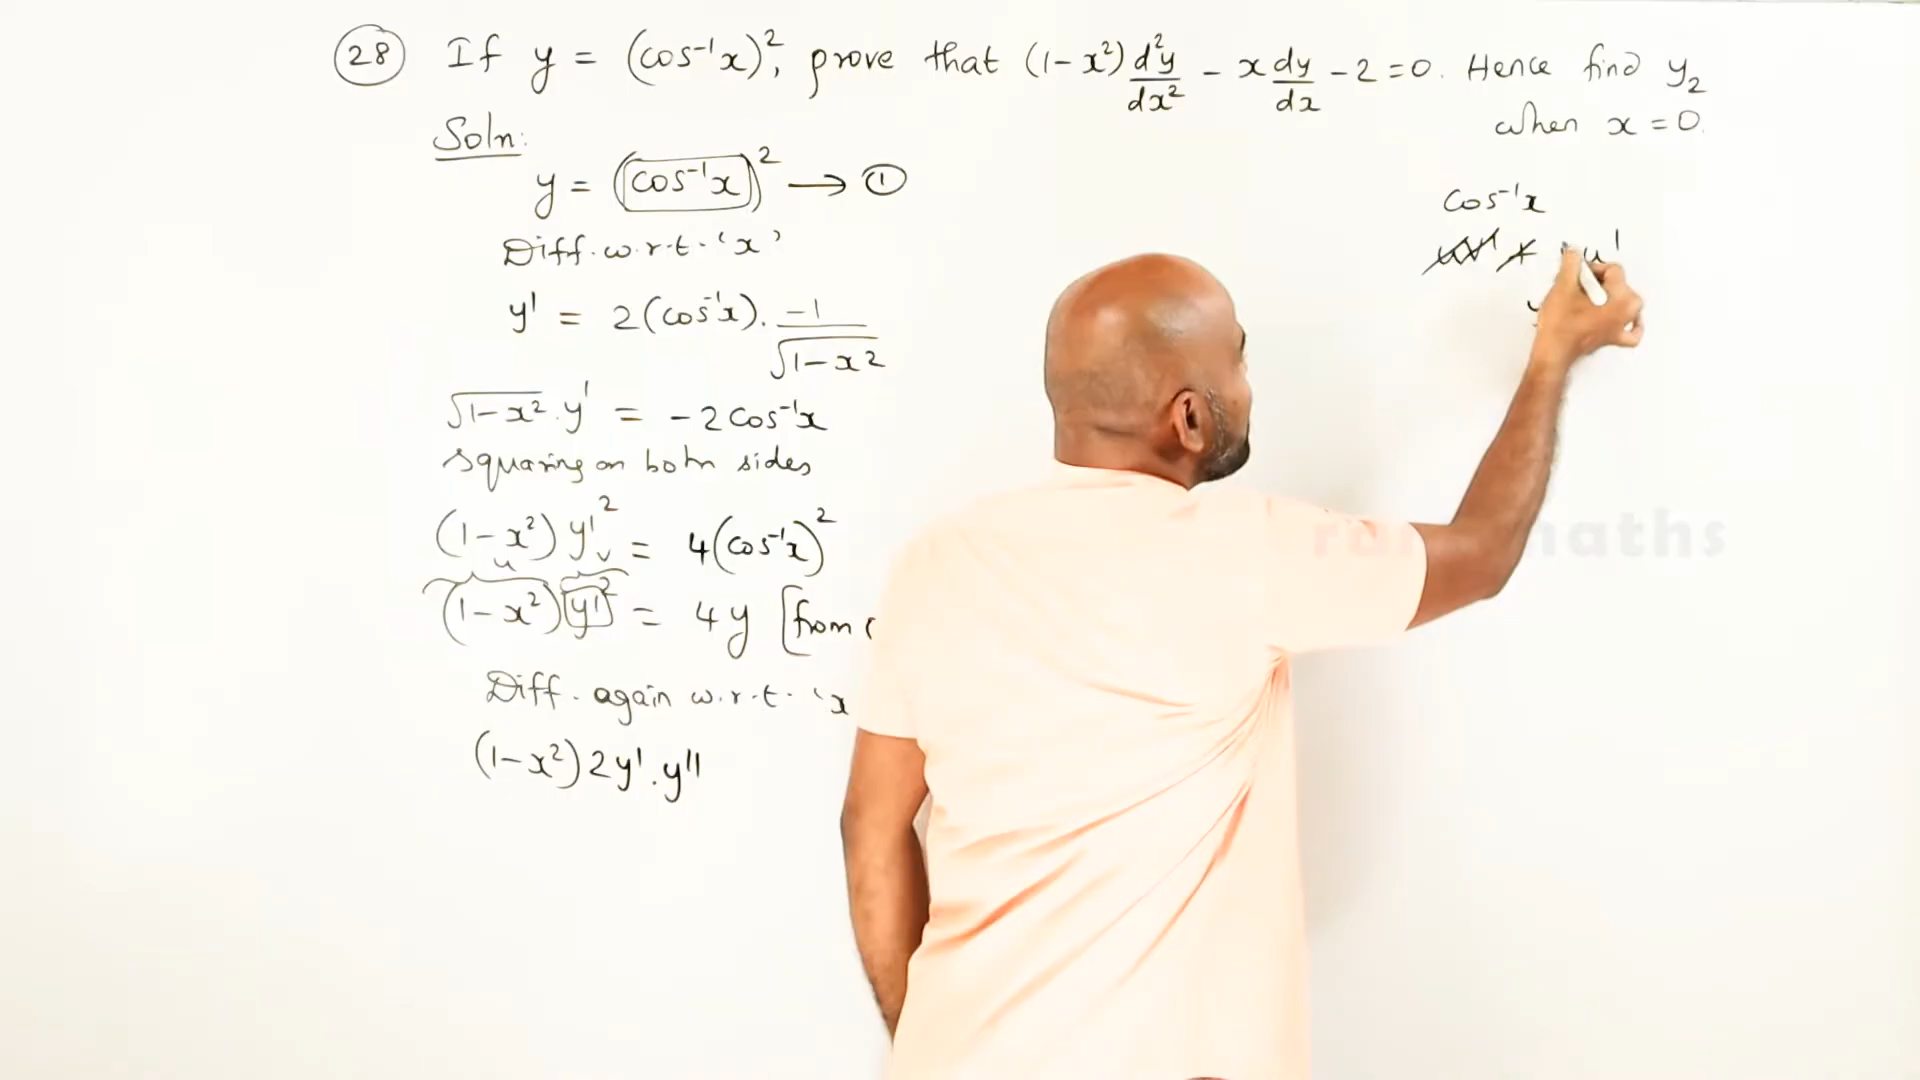 28 If y = (cos⁻¹x)², prove that (1-x²) d²y/dx² - x dy/dx - 2 = 0. Hence find y₂
when x = 0.
Soln:
y = (cos⁻¹x)² → ①
cos⁻¹x
Diff. w.r.t. 'x'
y' = 2(cos⁻¹x). -1/√1-x²
√1-x² . y' = -2cos⁻¹x
squaring on both sides
(1-x²) y'² = 4(cos⁻¹x)²
u v
(1-x²) y'² = 4y [from
Diff. again w.r.t. 'x
(1-x²) 2y'. y''
maths